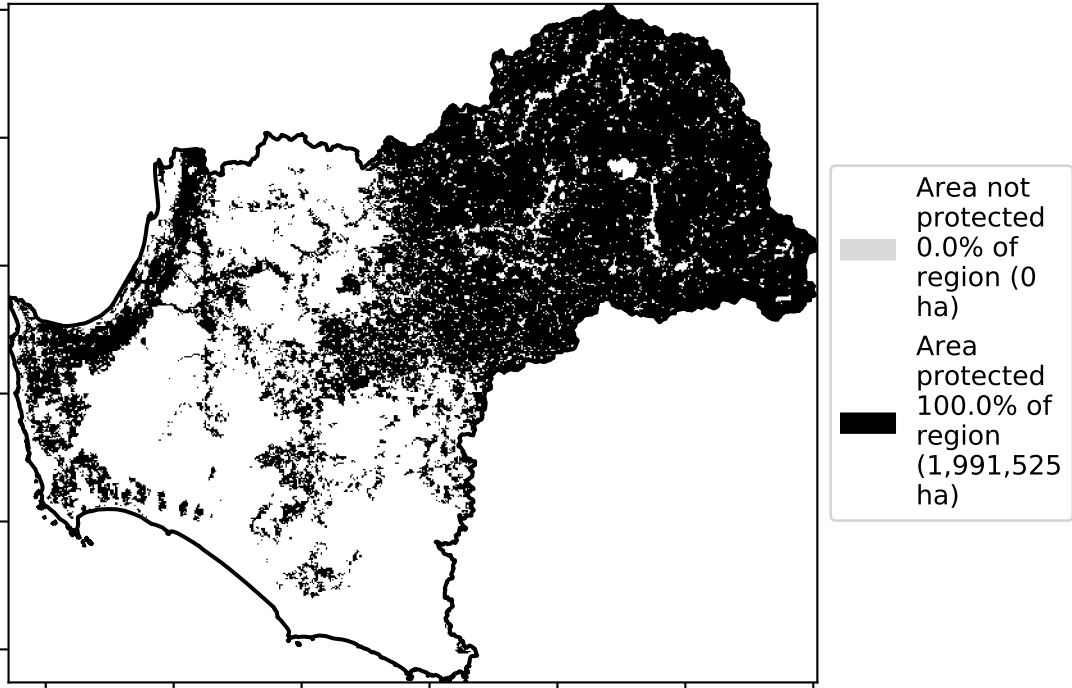 Area not
protected
0.0% of
region (0
ha)
Area
protected
100.0% of
region
(1,991,525
ha)